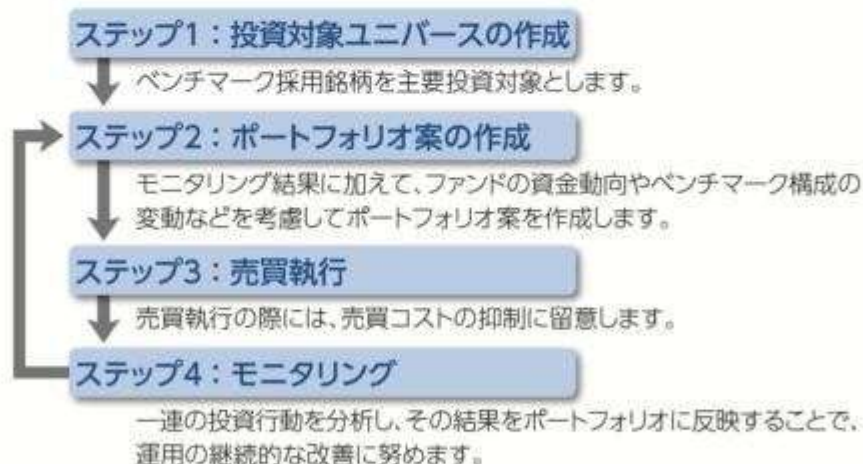 ステップ1：投資対象ユニバースの作成
ベンチマーク採用銘柄を主要投資対象とします。
ステップ2：ポートフォリオ案の作成
モニタリング結果に加えて、ファンドの資金動向やベンチマーク構成の
変動などを考慮してポートフォリオ案を作成します。
ステップ3：売買執行
売買執行の際には、売買コストの抑制に留意します。
ステップ4：モニタリング
一連の投資行動を分析し、その結果をポートフォリオに反映することで、
運用の継続的な改善に努めます。